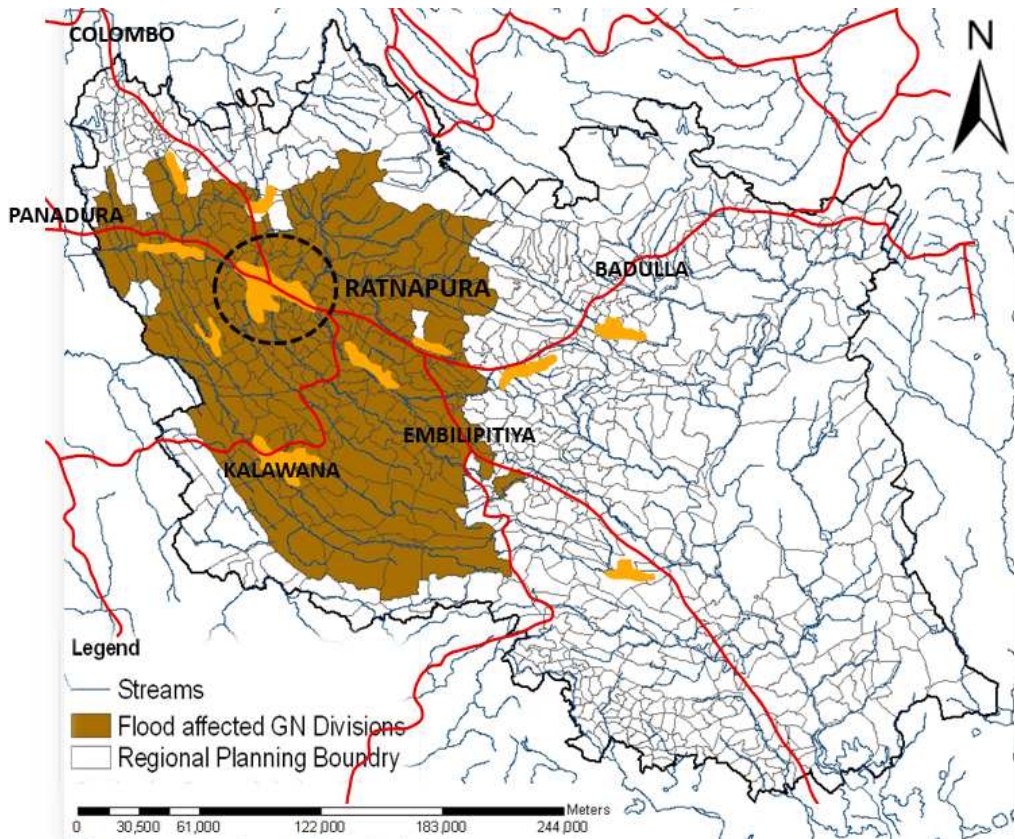 COLOMBO
N
PANADURA
BADULLA
RATNAPURA
EMBILIPITIYA
KALAWANA
Legend
Streams
Flood affected GN Divisions
Regional Planning Boundry
Meters
0 30,500 61,000 122,000 183,000 244,000